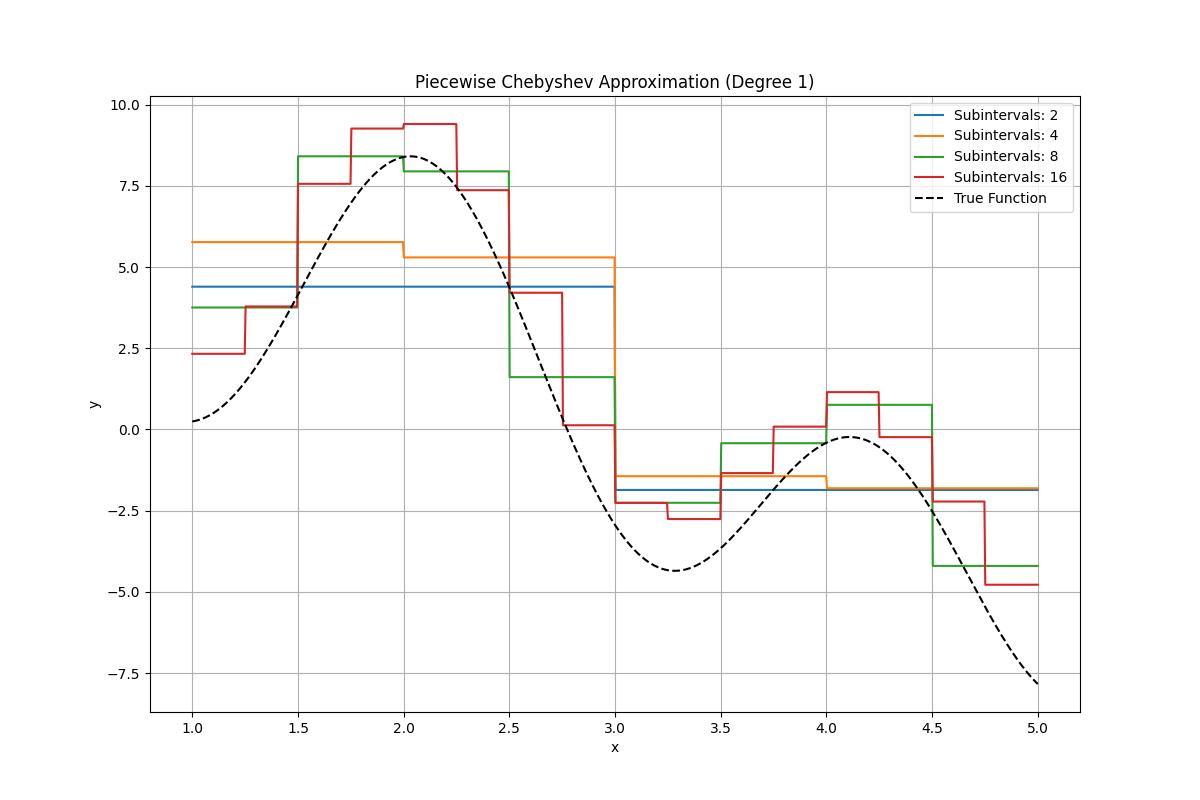 Piecewise Chebyshev Approximation (Degree 1)
10.0
7.5
5.0
2.5
0.0
−2.5
−5.0
−7.5
y
Subintervals: 2
Subintervals: 4
Subintervals: 8
Subintervals: 16
True Function
1.0 1.5 2.0 2.5 3.0 3.5 4.0 4.5 5.0
x